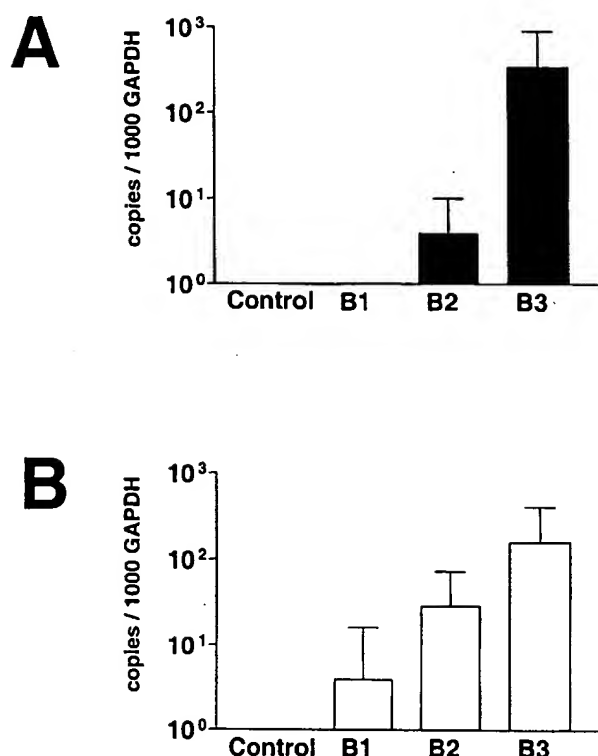 A
copies / 1000 GAPDH
10³
10²
10¹
10⁰
Control B1 B2 B3
B
copies / 1000 GAPDH
10³
10²
10¹
10⁰
Control B1 B2 B3